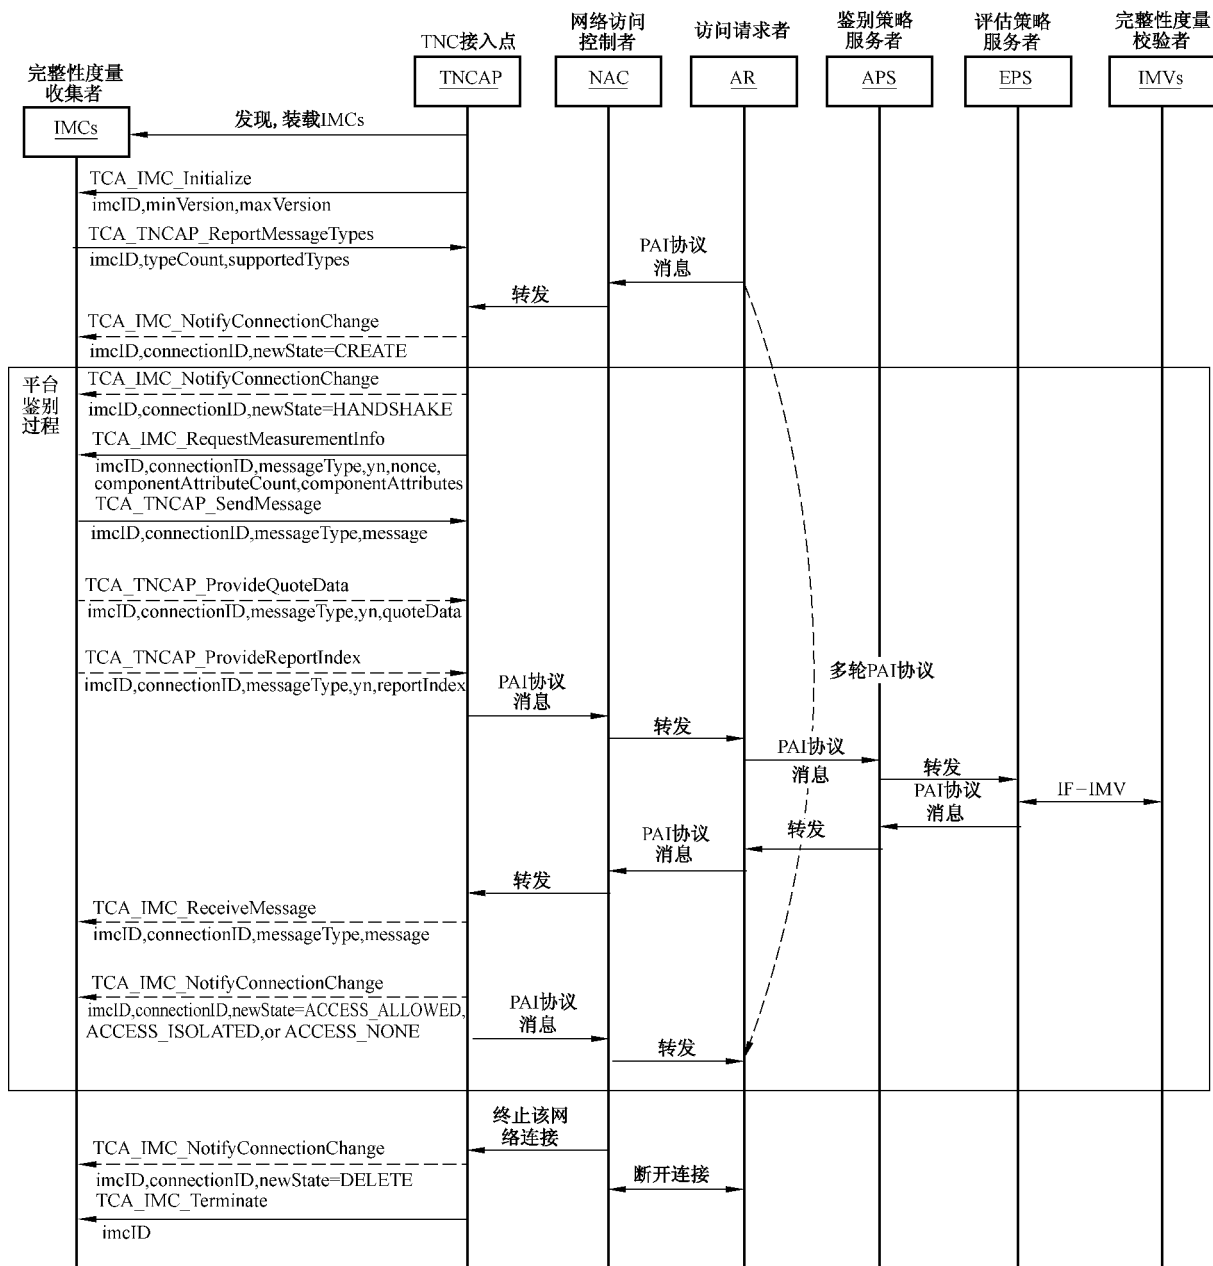 网络访问
控制者
鉴别策略
服务者
评估策略
服务者
完整性度量
校验者
TNC接入点
访问请求者
完整性度量
收集者
TNCAP
NAC
AR
APS
EPS
IMVs
IMCs
发现,装载IMCs
TCA_IMC_Initialize
imcID,minVersion,maxVersion
TCA_TNCAP_ReportMessageTypes
imcID,typeCount,supportedTypes
PAI协议
消息
转发
TCA_IMC_NotifyConnectionChange
imcID,connectionID,newState=CREATE
平台
鉴别
过程
TCA_IMC_NotifyConnectionChange
imcID,connectionID,newState=HANDSHAKE
TCA_IMC_RequestMeasurementInfo
imcID,connectionID,messageType,yn,nonce,
componentAttributeCount,componentAttributes
TCA_TNCAP_SendMessage
imcID,connectionID,messageType,message
TCA_TNCAP_ProvideQuoteData
imcID,connectionID,messageType,yn,quoteData
TCA_TNCAP_ProvideReportIndex
imcID,connectionID,messageType,yn,reportIndex
多轮PAI协议
PAI协议
消息
转发
PAI协议
消息
转发
IF-IMV
PAI协议
消息
转发
PAI协议
消息
转发
TCA_IMC_ReceiveMessage
imcID,connectionID,messageType,message
TCA_IMC_NotifyConnectionChange
imcID,connectionID,newState=ACCESS_ALLOWED,
ACCESS_ISOLATED,or ACCESS_NONE
PAI协议
消息
转发
终止该网
络连接
TCA_IMC_NotifyConnectionChange
imcID,connectionID,newState=DELETE
断开连接
TCA_IMC_Terminate
imcID